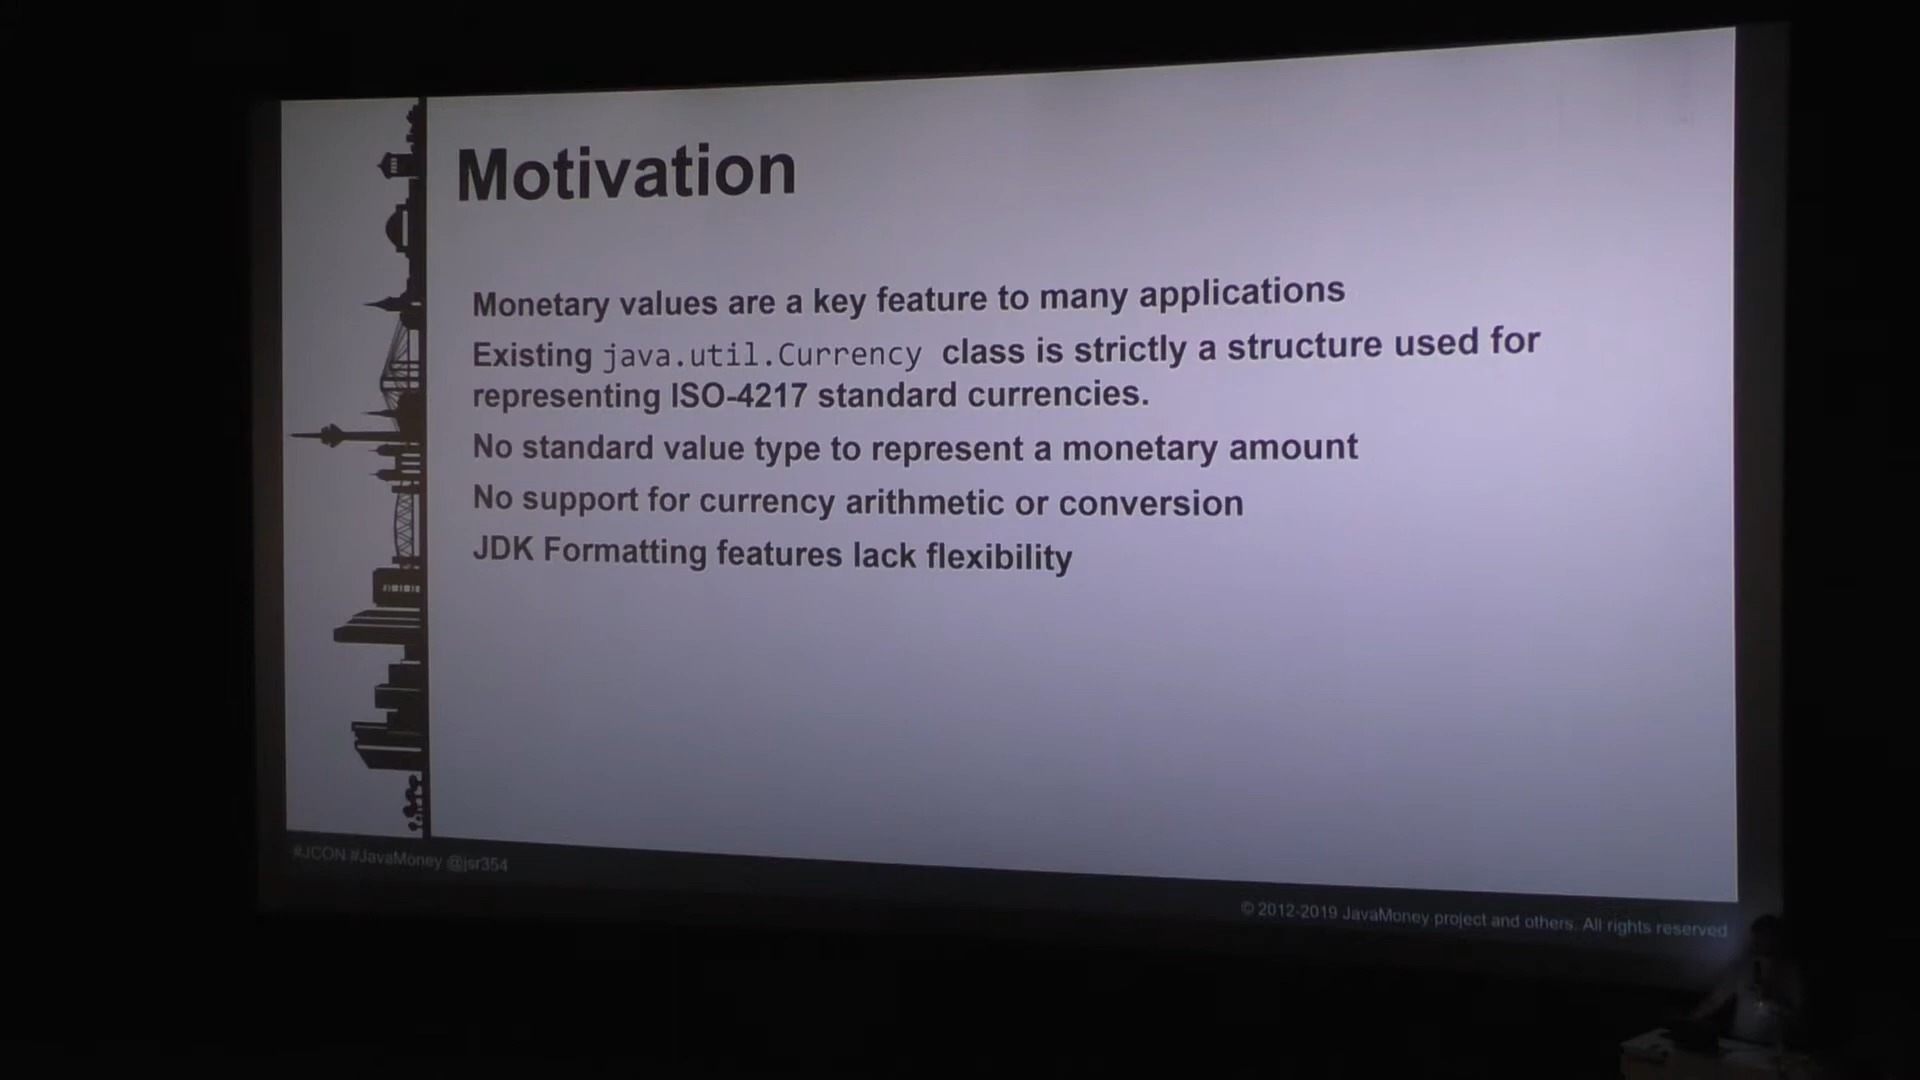 Motivation
Monetary values are a key feature to many applications
Existing java.util.Currency class is strictly a structure used for
representing ISO-4217 standard currencies.
No standard value type to represent a monetary amount
No support for currency arithmetic or conversion
JDK Formatting features lack flexibility
#JCON #JavaMoney @jsr354
© 2012-2019 JavaMoney project and others. All rights reserved